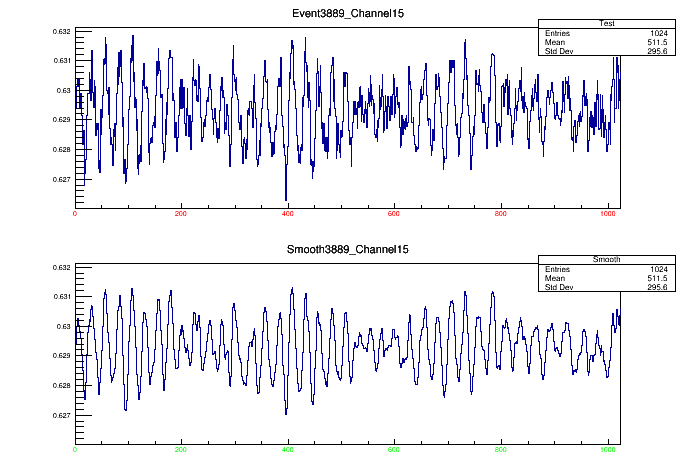 Event3889_Channel15
Test
Entries 1024
Mean 511.5
Std Dev 295.6
0.632
0.631
0.63
0.629
0.628
0.627
0 200 400 600 800 1000
Smooth3889_Channel15
Smooth
Entries 1024
Mean 511.5
Std Dev 295.6
0.632
0.631
0.63
0.629
0.628
0.627
0 200 400 600 800 1000